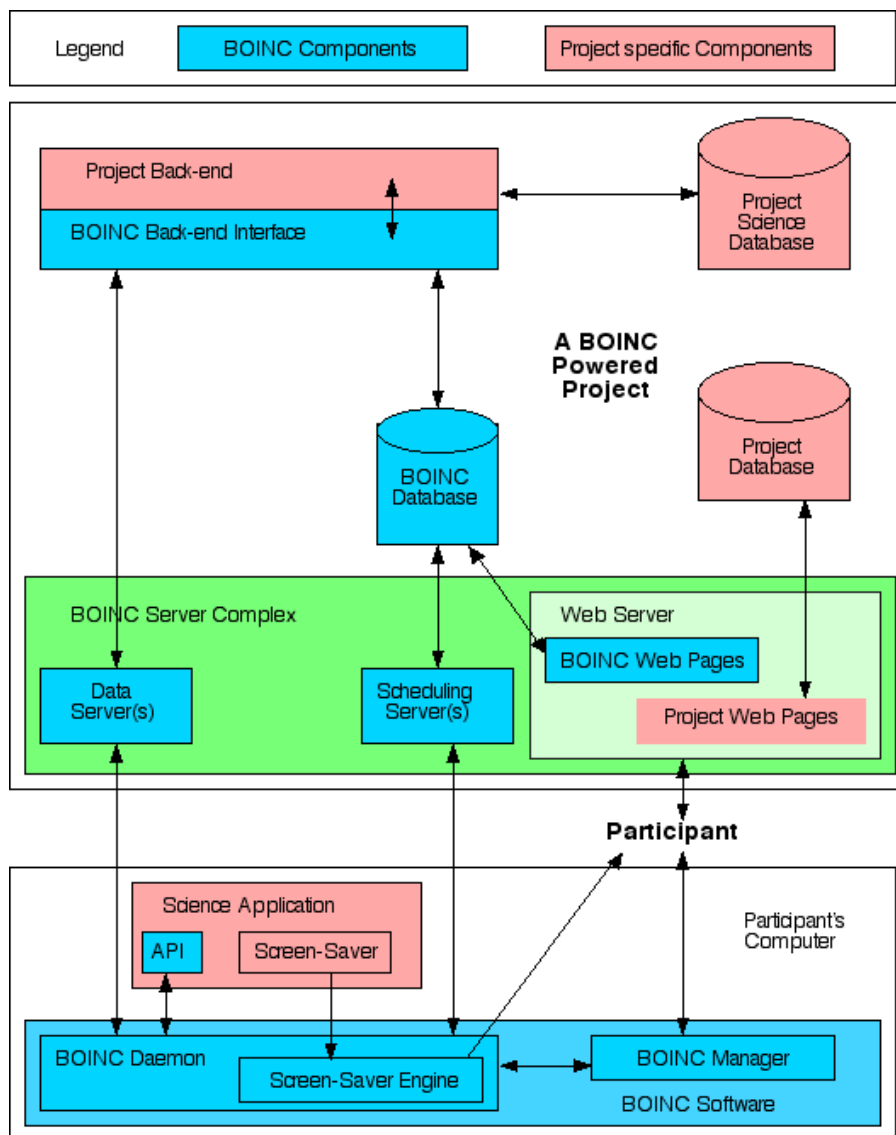 Legend
BOINC Components
Project specific Components
Project Back-end
BOINC Back-end Interface
Project
Science
Database
A BOINC
Powered
Project
Project
Database
BOINC
Database
BOINC Server Complex
Web Server
BOINC Web Pages
Data
Server(s)
Scheduling
Server(s)
Project Web Pages
Participant
Science Application
API
Screen-Saver
Participant's
Computer
BOINC Daemon
Screen-Saver Engine
BOINC Manager
BOINC Software